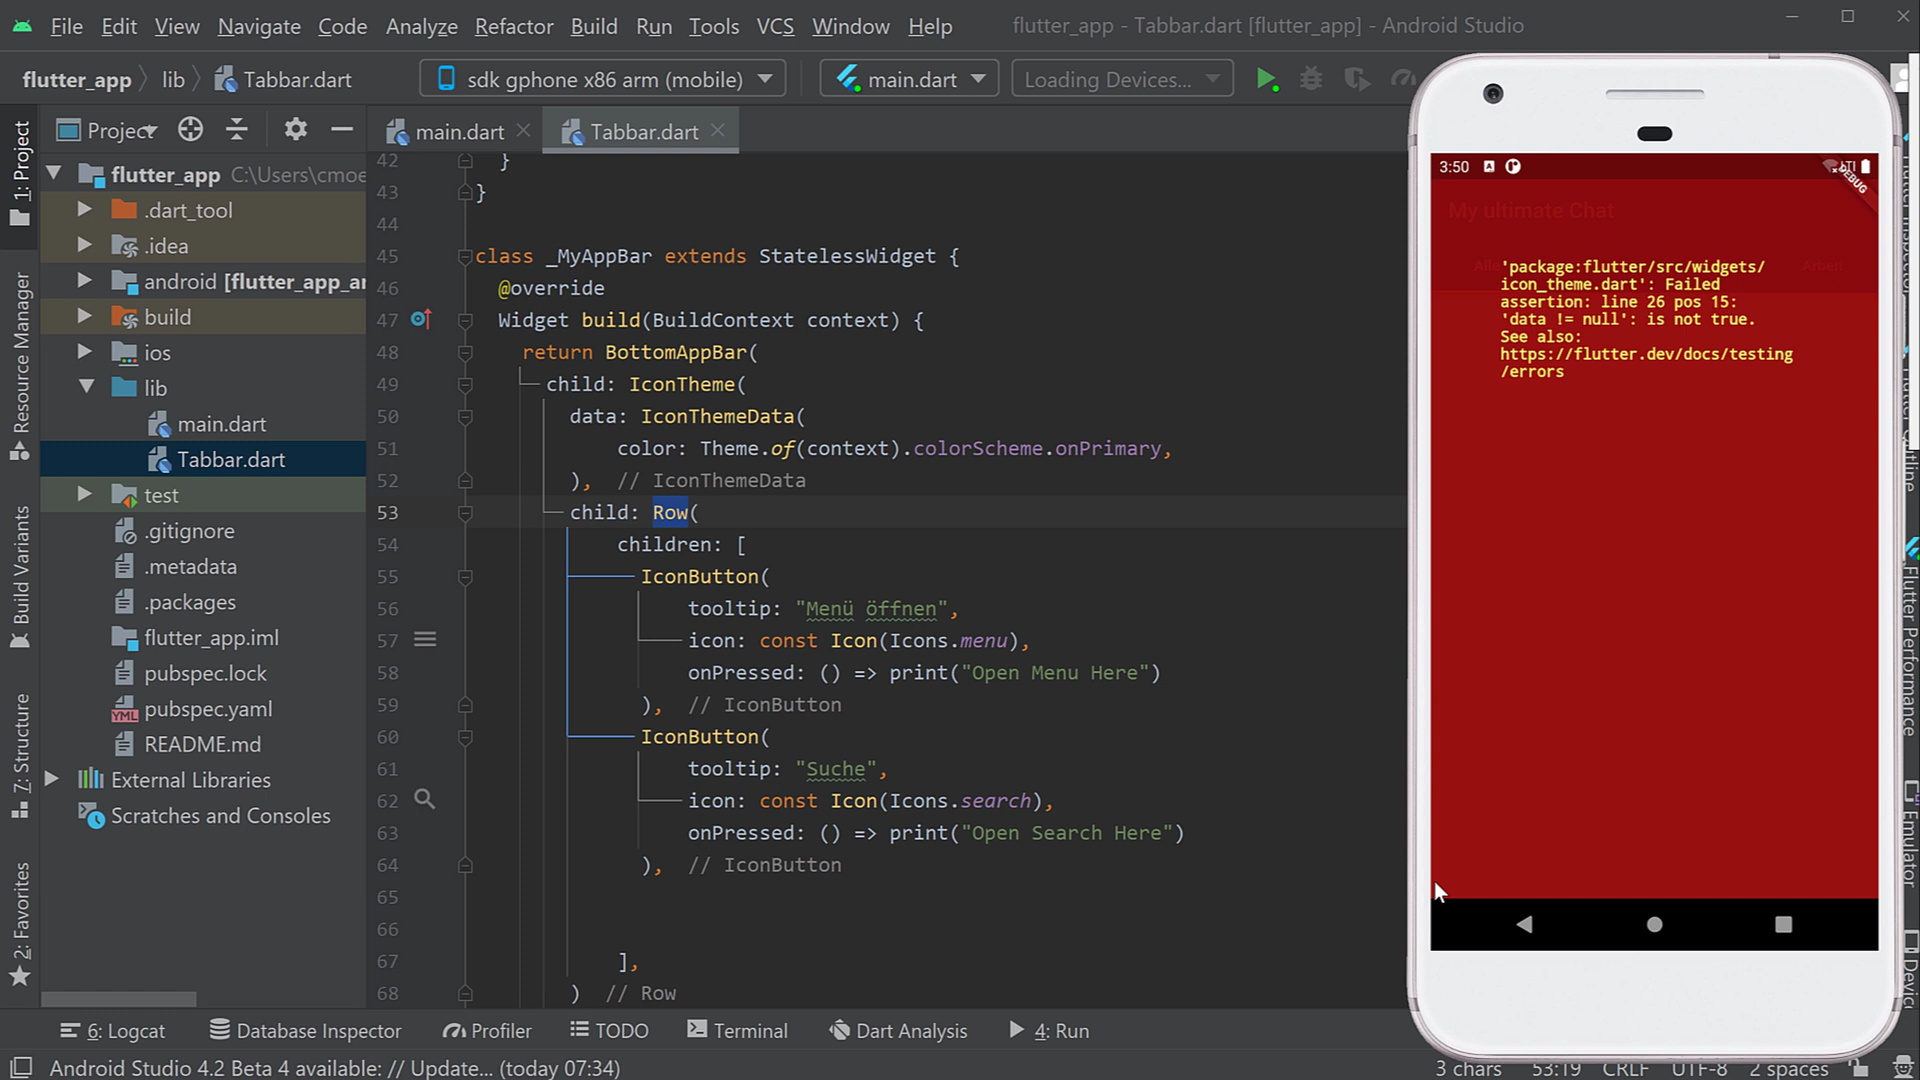 File Edit View Navigate Code Analyze Refactor Build Run Tools VCS Window Help
flutter_app - Tabbar.dart [flutter_app] - Android Studio
flutter_app lib Tabbar.dart
sdk gphone x86 arm (mobile)
main.dart
Loading Devices...
Project
main.dart
Tabbar.dart
1: Project
Resource Manager
Build Variants
7: Structure
2: Favorites
flutter_app C:\Users\cmoe
.dart_tool
.idea
android [flutter_app_a
build
ios
lib
main.dart
Tabbar.dart
test
.gitignore
.metadata
.packages
flutter_app.iml
pubspec.lock
pubspec.yaml
README.md
External Libraries
Scratches and Consoles
42 }
43 }
44
45 class _MyAppBar extends StatelessWidget {
46 @override
47 Widget build(BuildContext context) {
48 return BottomAppBar(
49 child: IconTheme(
50 data: IconThemeData(
51 color: Theme.of(context).colorScheme.onPrimary,
52 ), // IconThemeData
53 child: Row(
54 children: [
55 IconButton(
56 tooltip: "Menü öffnen",
57 icon: const Icon(Icons.menu),
58 onPressed: () => print("Open Menu Here")
59 ), // IconButton
60 IconButton(
61 tooltip: "Suche",
62 icon: const Icon(Icons.search),
63 onPressed: () => print("Open Search Here")
64 ), // IconButton
65
66
67 ],
68 ) // Row
3:50
DEBUG
My ultimate Chat
'package:flutter/src/widgets/
icon_theme.dart': Failed
assertion: line 26 pos 15:
'data != null': is not true.
See also:
https://flutter.dev/docs/testing
/errors
Flutter Performance
Emulator
6: Logcat Database Inspector Profiler TODO Terminal Dart Analysis 4: Run
Android Studio 4.2 Beta 4 available: // Update... (today 07:34)
3 chars 53:19 CRLF UTF-8 2 spaces